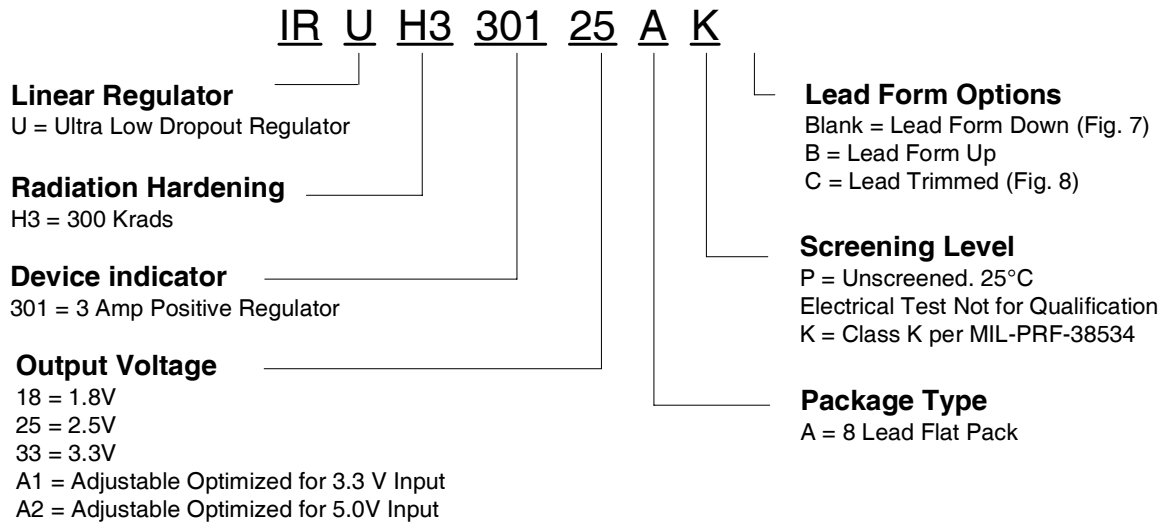 IR U H3 301 25 A K
Linear Regulator
U = Ultra Low Dropout Regulator
Radiation Hardening
H3 = 300 Krads
Device indicator
301 = 3 Amp Positive Regulator
Output Voltage
18 = 1.8V
25 = 2.5V
33 = 3.3V
A1 = Adjustable Optimized for 3.3 V Input
A2 = Adjustable Optimized for 5.0V Input
Lead Form Options
Blank = Lead Form Down (Fig. 7)
B = Lead Form Up
C = Lead Trimmed (Fig. 8)
Screening Level
P = Unscreened. 25°C
Electrical Test Not for Qualification
K = Class K per MIL-PRF-38534
Package Type
A = 8 Lead Flat Pack